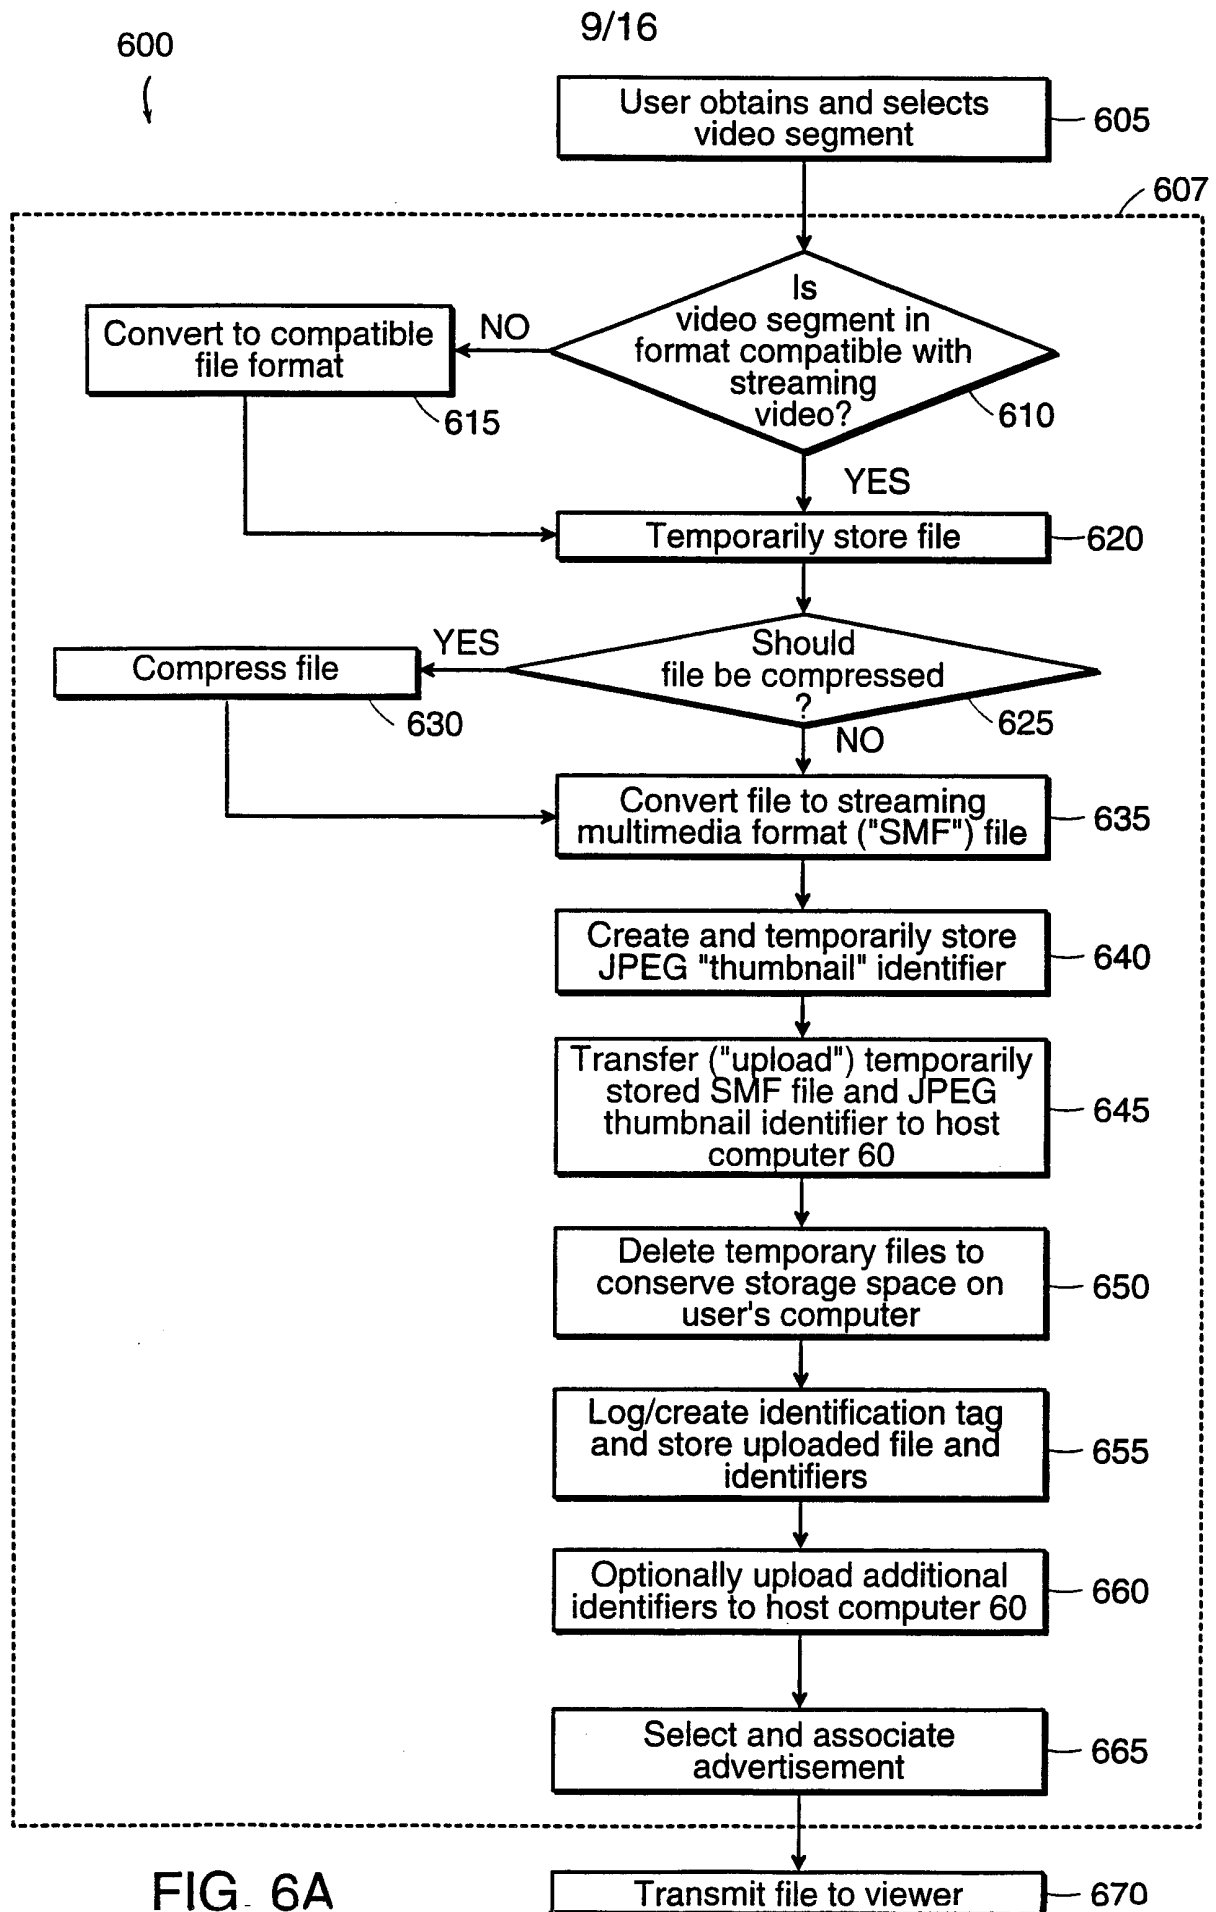 9/16
600
User obtains and selects
video segment
605
607
Is
video segment in
format compatible with
streaming
video?
610
NO
Convert to compatible
file format
615
YES
Temporarily store file
620
Should
file be compressed
?
625
YES
Compress file
630
NO
Convert file to streaming
multimedia format ("SMF") file
635
Create and temporarily store
JPEG "thumbnail" identifier
640
Transfer ("upload") temporarily
stored SMF file and JPEG
thumbnail identifier to host
computer 60
645
Delete temporary files to
conserve storage space on
user's computer
650
Log/create identification tag
and store uploaded file and
identifiers
655
Optionally upload additional
identifiers to host computer 60
660
Select and associate
advertisement
665
Transmit file to viewer
670
FIG. 6A